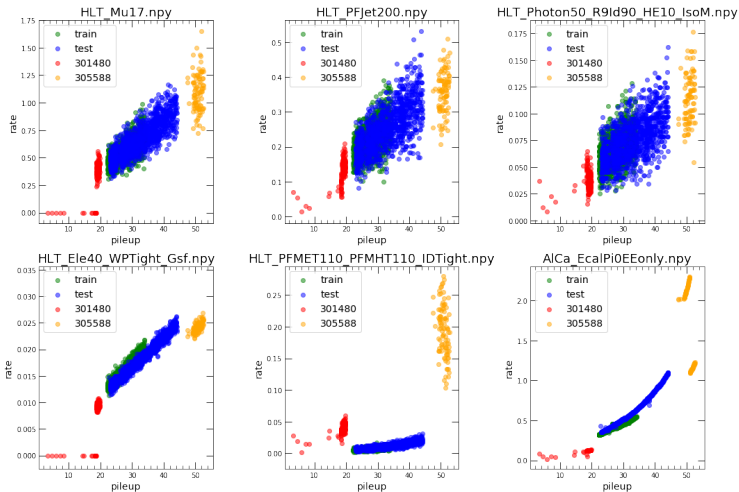 HLT_Mu17.npy
1.75
1.50
1.25
1.00
0.75
0.50
0.25
0.00
rate
train
test
301480
305588
10
20
30
40
50
pileup
HLT_PFJet200.npy
0.5
0.4
0.3
0.2
0.1
0.0
rate
train
test
301480
305588
10
20
30
40
50
pileup
HLT_Photon50_R9Id90_HE10_IsoM.npy
0.175
0.150
0.125
0.100
0.075
0.050
0.025
0.000
rate
train
test
301480
305588
10
20
30
40
50
pileup
HLT_Ele40_WPTight_Gsf.npy
0.035
0.030
0.025
0.020
0.015
0.010
0.005
0.000
rate
train
test
301480
305588
10
20
30
40
50
pileup
HLT_PFMET110_PFMHT110_IDTight.npy
0.25
0.20
0.15
0.10
0.05
0.00
rate
train
test
301480
305588
10
20
30
40
50
pileup
AlCa_EcalPi0EEonly.npy
2.0
1.5
1.0
0.5
0.0
rate
train
test
301480
305588
10
20
30
40
50
pileup